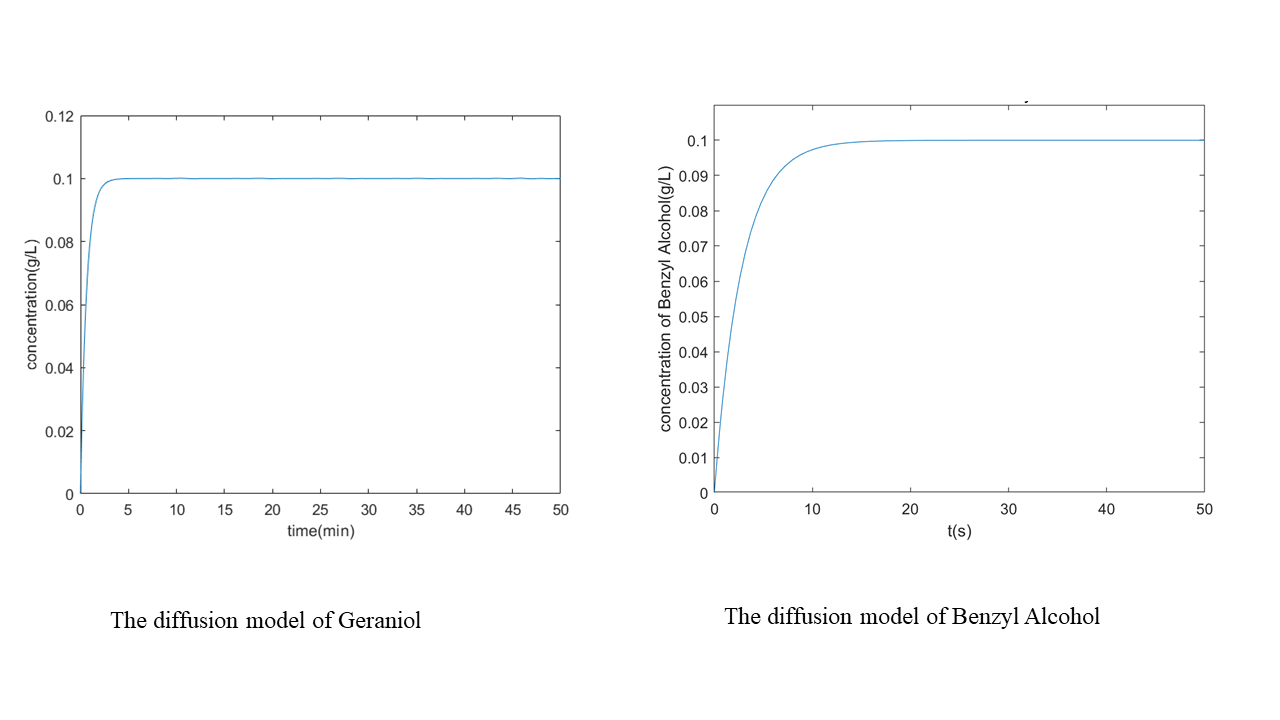 0.12
0.1
0.08
0.06
0.04
0.02
0
concentration(g/L)
0 5 10 15 20 25 30 35 40 45 50
time(min)
The diffusion model of Geraniol
0.1
0.09
0.08
0.07
0.06
0.05
0.04
0.03
0.02
0.01
0
concentration of Benzyl Alcohol(g/L)
0 10 20 30 40 50
t(s)
The diffusion model of Benzyl Alcohol